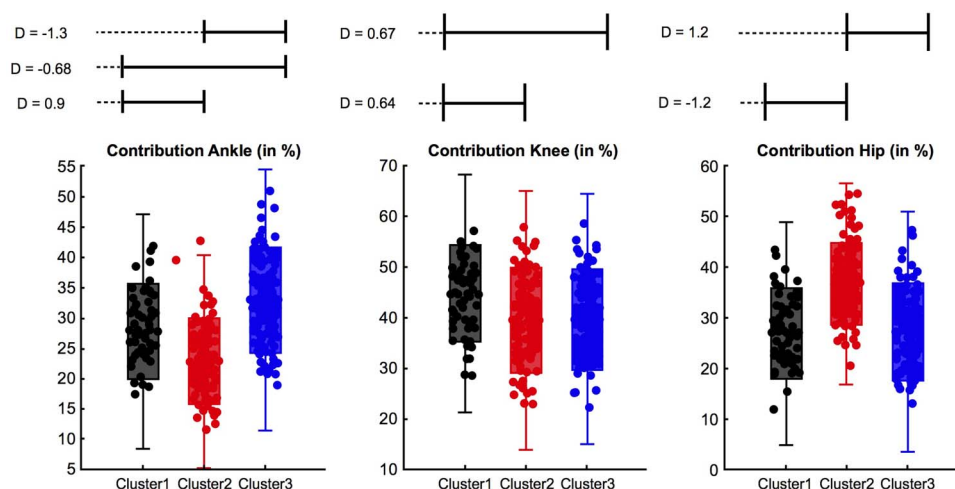 D = -1.3
D = -0.68
D = 0.9
D = 0.67
D = 0.64
D = 1.2
D = -1.2
Contribution Ankle (in %)
55
50
45
40
35
30
25
20
15
10
5
Cluster1 Cluster2 Cluster3
Contribution Knee (in %)
70
60
50
40
30
20
10
Cluster1 Cluster2 Cluster3
Contribution Hip (in %)
60
50
40
30
20
10
0
Cluster1 Cluster2 Cluster3